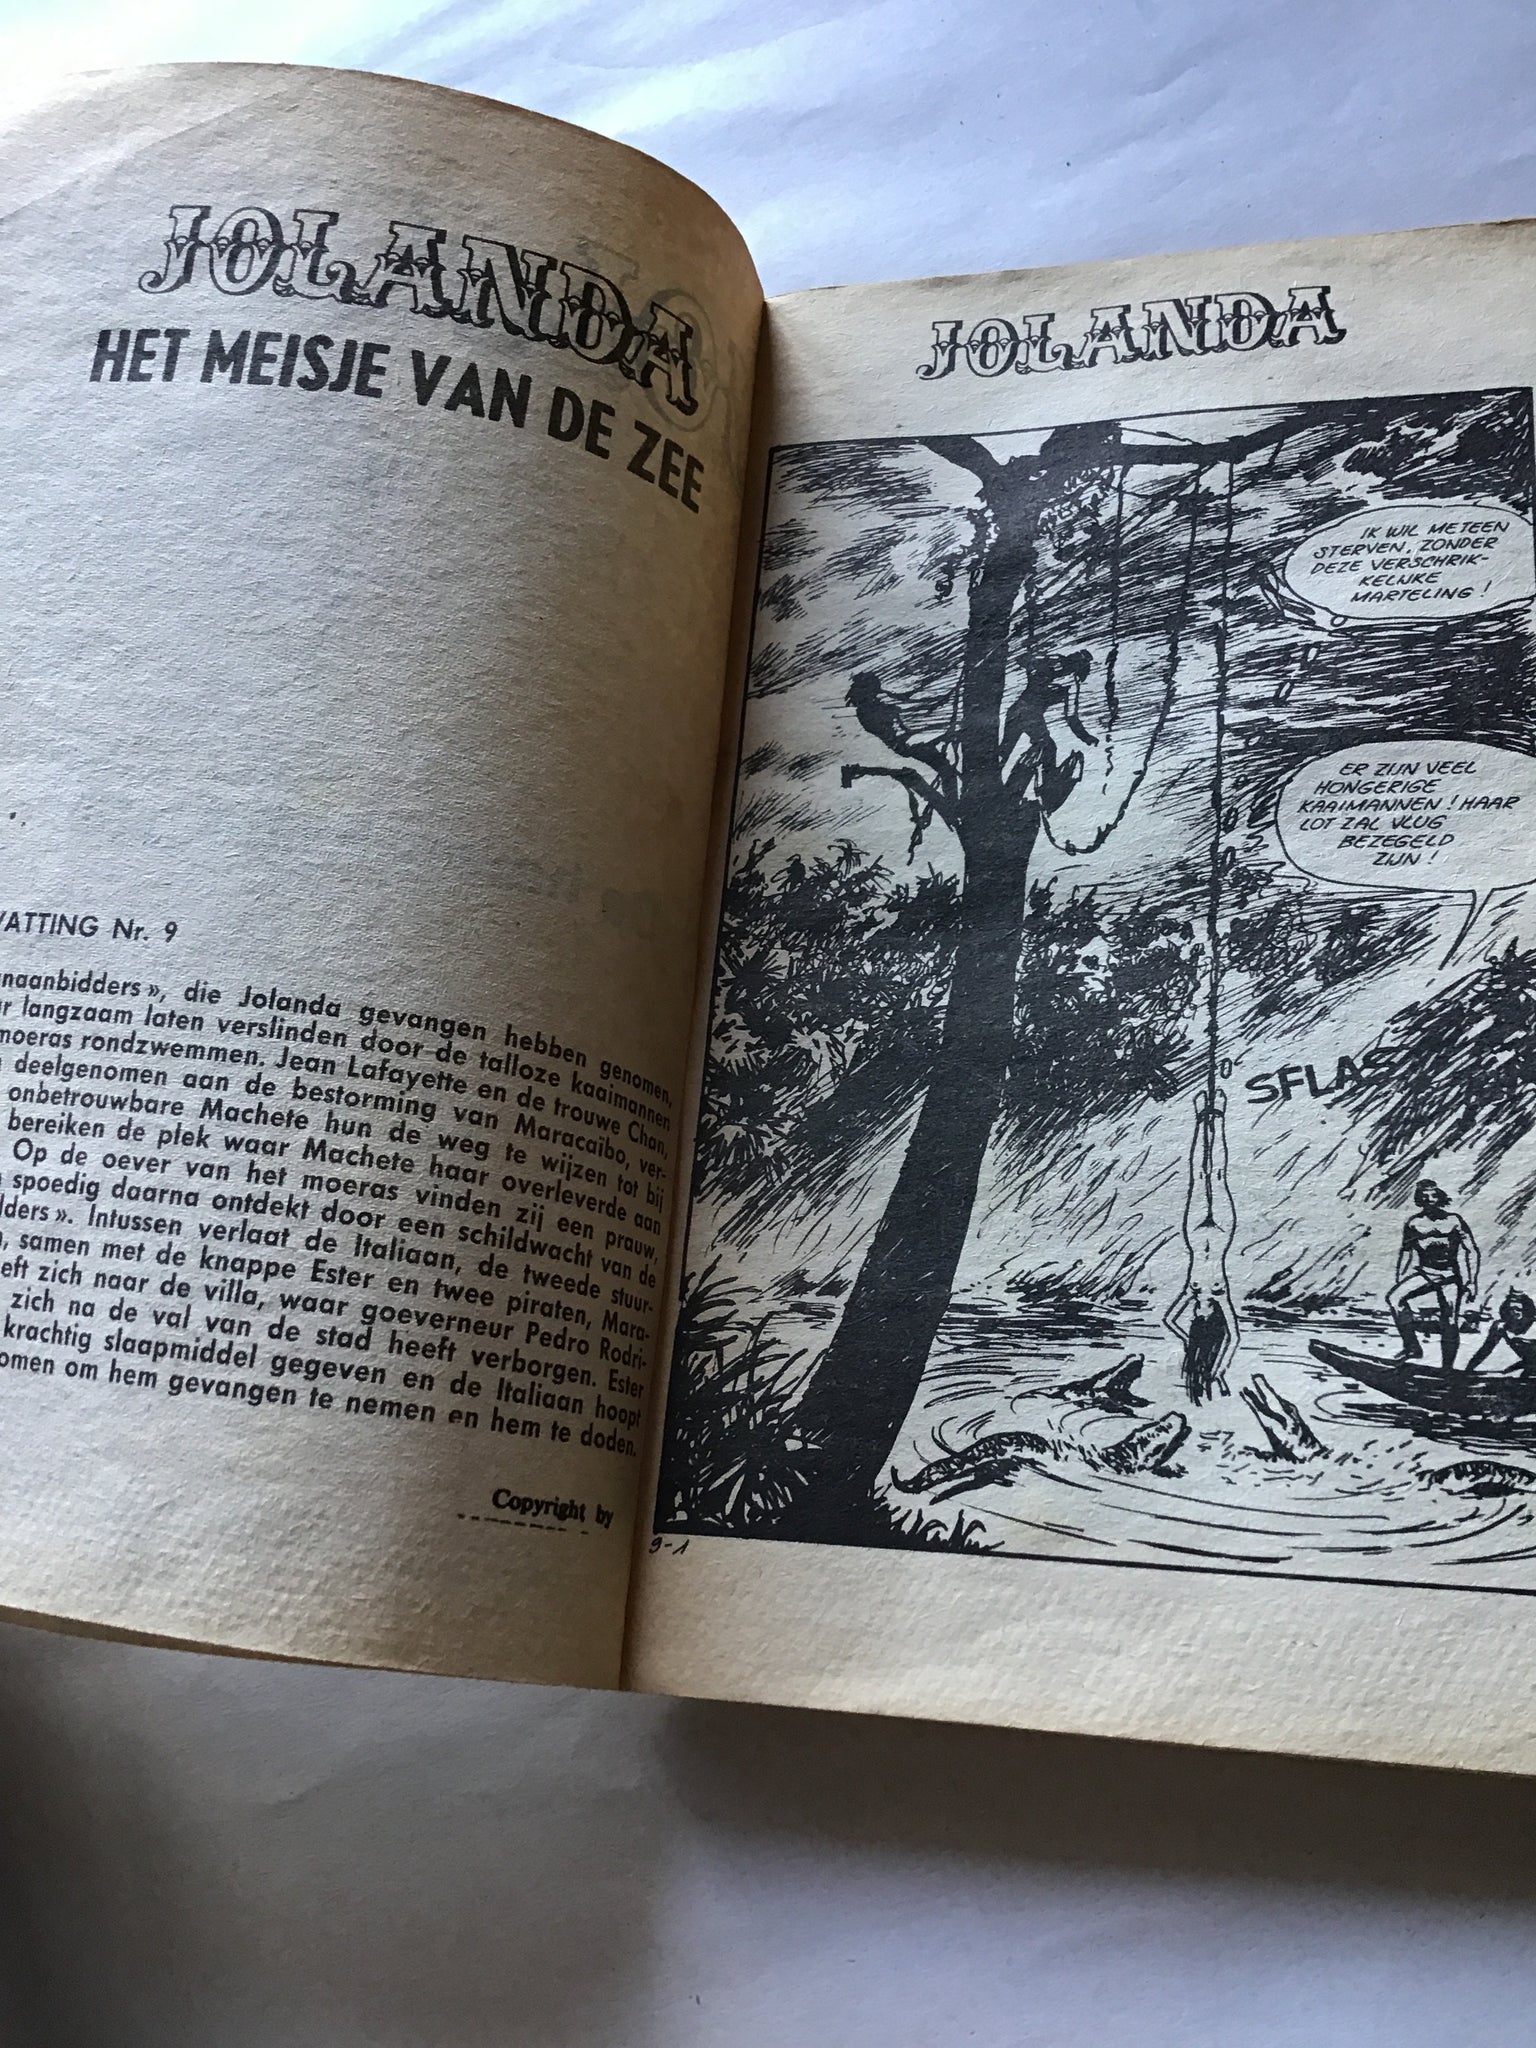 JOLANDA
HET MEISJE VAN DE ZEE
VATTING Nr. 9
naanbidders», die Jolanda gevangen hebben genomen,
langzaam laten verslinden door de talloze kaaimannen
moeras rondzwemmen. Jean Lafayette en de trouwe Chan,
deelgenomen aan de bestorming van Maracaibo, ver-
onbetrouwbare Machete hun de weg te wijzen tot bij
bereiken de plek waar Machete haar overleverde aan
Op de oever van het moeras vinden zij een prauw,
spoedig daarna ontdekt door een schildwacht van de
ders». Intussen verlaat de Italiaan, de tweede stuur-
, samen met de knappe Ester en twee piraten, Mara-
eft zich naar de villa, waar goeverneur Pedro Rodri-
zich na de val van de stad heeft verborgen. Ester
krachtig slaapmiddel gegeven en de Italiaan hoopt
omen om hem gevangen te nemen en hem te doden.
Copyright by
JOLANDA
IK WIL METEEN
STERVEN, ZONDER
DEZE VERSCHRIK-
KELIJKE
MARTELING!
ER ZIJN VEEL
HONGERIGE
KAAIMANNEN! HAAR
LOT ZAL VLUG
BEZEGELD
ZIJN!
SFLAS
9-1